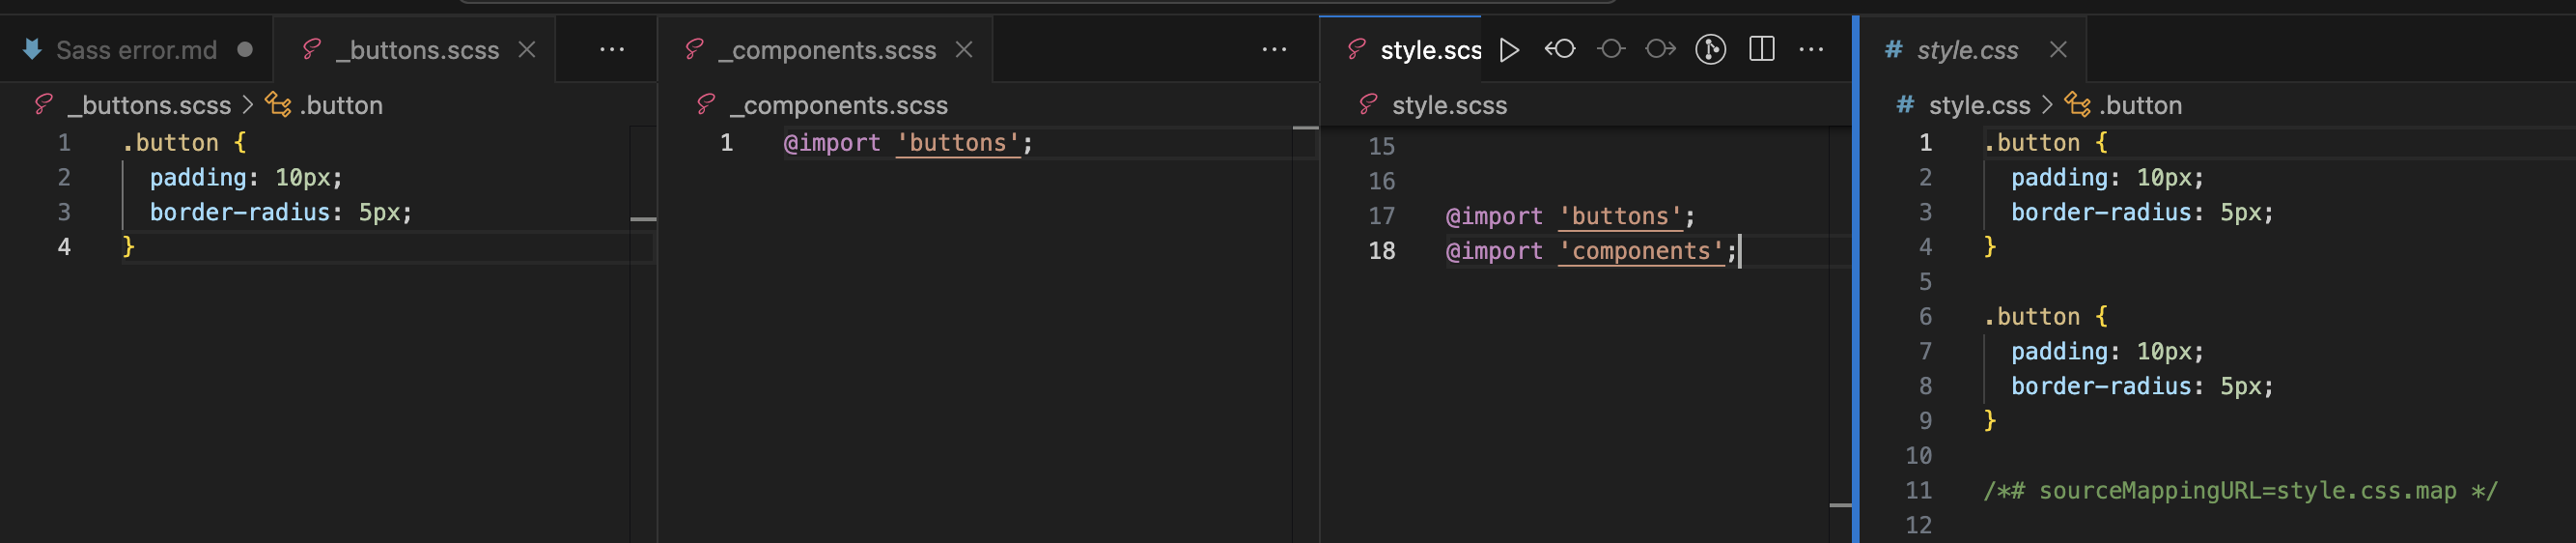 Sass error.md
_buttons.scss
_buttons.scss > .button
1 .button {
2 padding: 10px;
3 border-radius: 5px;
4 }
_components.scss
_components.scss
1 @import 'buttons';
style.scs
style.scss
15
16
17 @import 'buttons';
18 @import 'components';
style.css
style.css > .button
1 .button {
2 padding: 10px;
3 border-radius: 5px;
4 }
5
6 .button {
7 padding: 10px;
8 border-radius: 5px;
9 }
10
11 /*# sourceMappingURL=style.css.map */
12